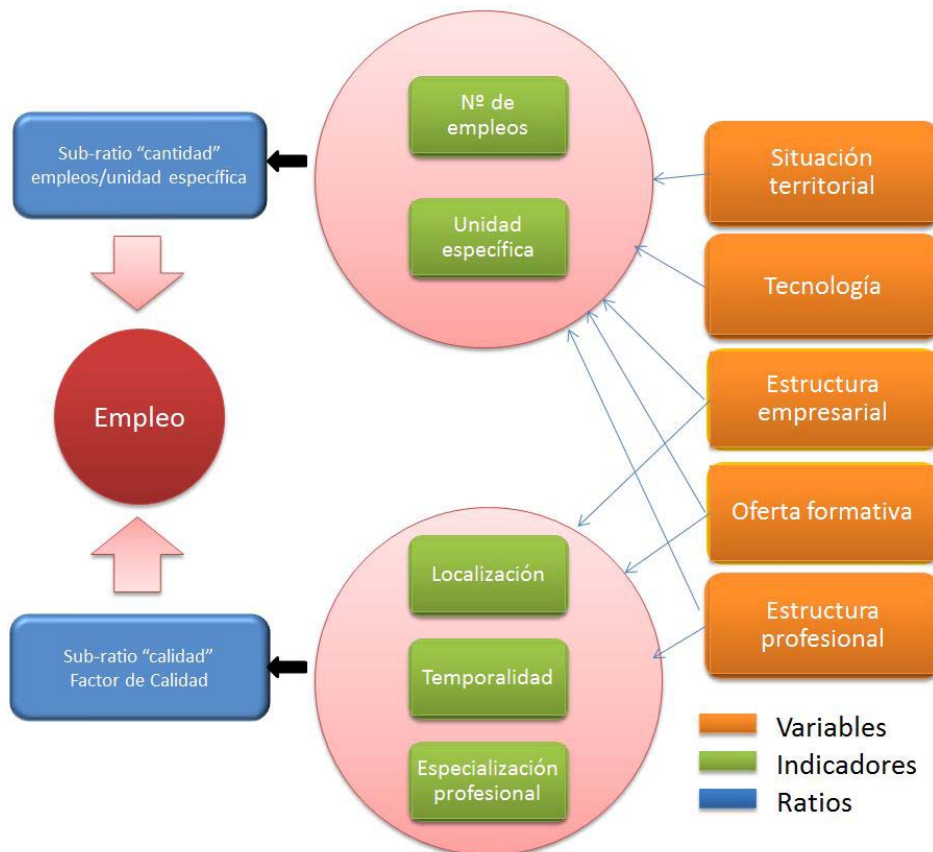 Nº de
empleos
Unidad
específica
Sub-ratio “cantidad”
empleos/unidad específica
Empleo
Sub-ratio “calidad”
Factor de Calidad
Localización
Temporalidad
Especialización
profesional
Situación
territorial
Tecnología
Estructura
empresarial
Oferta formativa
Estructura
profesional
Variables
Indicadores
Ratios